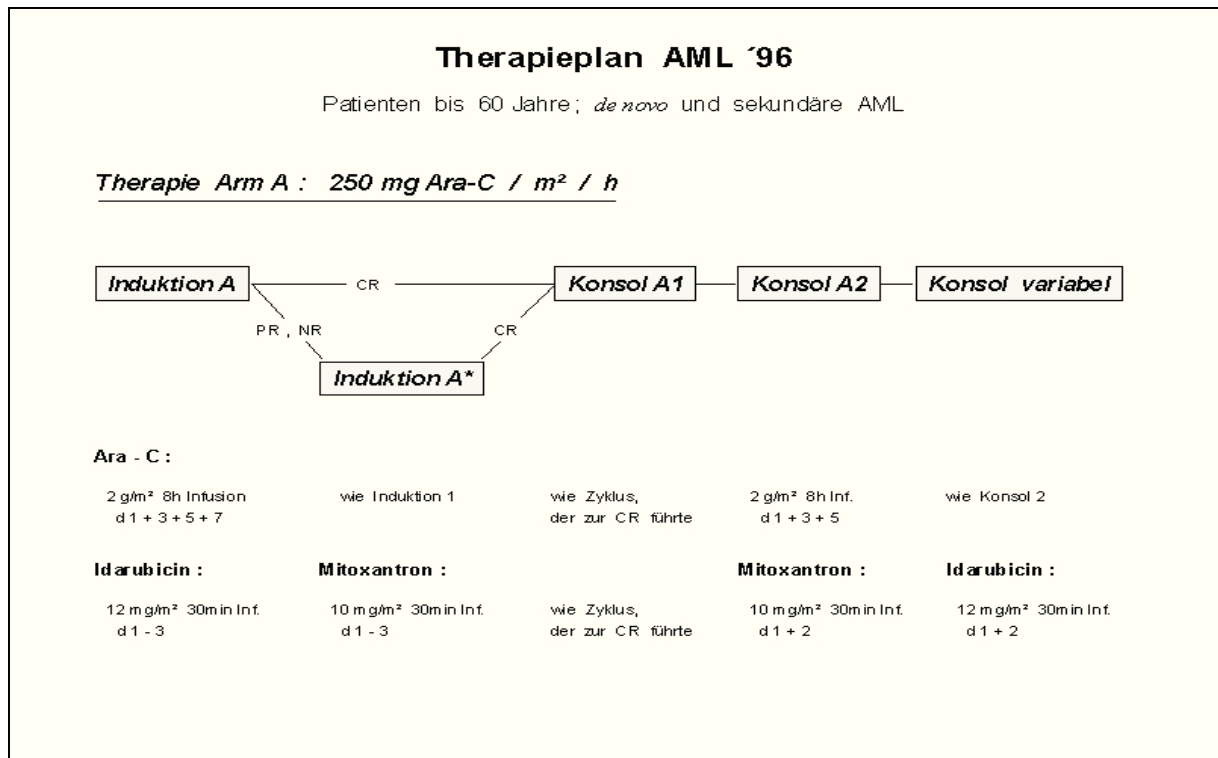 Therapieplan AML ´96
Patienten bis 60 Jahre; de novo und sekundäre AML
Therapie Arm A : 250 mg Ara-C / m² / h
Induktion A
CR
Konsol A1
Konsol A2
Konsol variabel
PR , NR
CR
Induktion A*
Ara - C :
2 g/m² 8h Infusion wie Induktion 1 wie Zyklus, 2 g/m² 8h Inf. wie Konsol 2
d 1 + 3 + 5 + 7 der zur CR führte d 1 + 3 + 5
Idarubicin : Mitoxantron : Mitoxantron : Idarubicin :
12 mg/m² 30min Inf. 10 mg/m² 30min Inf. wie Zyklus, 10 mg/m² 30min Inf. 12 mg/m² 30min Inf.
d 1 - 3 d 1 - 3 der zur CR führte d 1 + 2 d 1 + 2